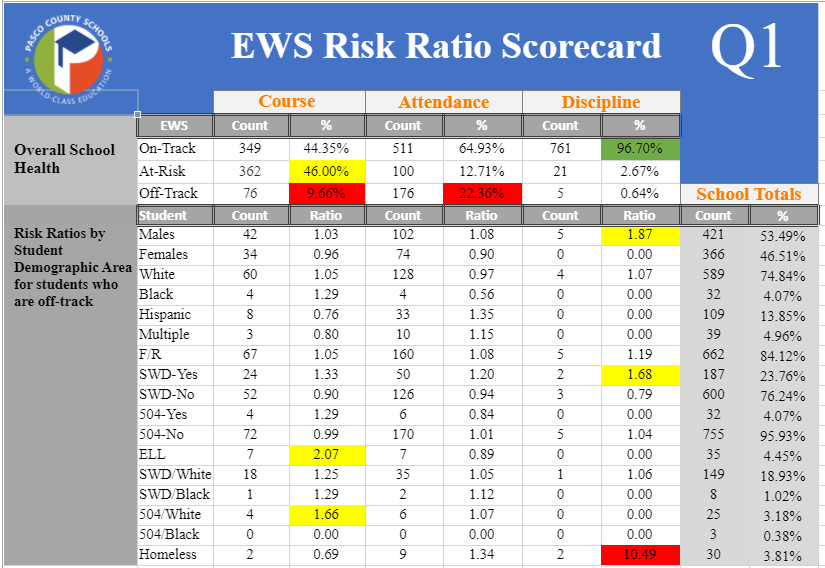 PASCO COUNTY SCHOOLS
A WORLD-CLASS EDUCATION
EWS Risk Ratio Scorecard
Q1
Course Attendance Discipline
EWS Count % Count % Count %
Overall School Health
On-Track 349 44.35% 511 64.93% 761 96.70%
At-Risk 362 46.00% 100 12.71% 21 2.67%
Off-Track 76 9.66% 176 22.36% 5 0.64%
School Totals
Student Count Ratio Count Ratio Count Ratio Count %
Risk Ratios by
Student
Demographic Area
for students who
are off-track
Males 42 1.03 102 1.08 5 1.87 421 53.49%
Females 34 0.96 74 0.90 0 0.00 366 46.51%
White 60 1.05 128 0.97 4 1.07 589 74.84%
Black 4 1.29 4 0.56 0 0.00 32 4.07%
Hispanic 8 0.76 33 1.35 0 0.00 109 13.85%
Multiple 3 0.80 10 1.15 0 0.00 39 4.96%
F/R 67 1.05 160 1.08 5 1.19 662 84.12%
SWD-Yes 24 1.33 50 1.20 2 1.68 187 23.76%
SWD-No 52 0.90 126 0.94 3 0.79 600 76.24%
504-Yes 4 1.29 6 0.84 0 0.00 32 4.07%
504-No 72 0.99 170 1.01 5 1.04 755 95.93%
ELL 7 2.07 7 0.89 0 0.00 35 4.45%
SWD/White 18 1.25 35 1.05 1 1.06 149 18.93%
SWD/Black 1 1.29 2 1.12 0 0.00 8 1.02%
504/White 4 1.66 6 1.07 0 0.00 25 3.18%
504/Black 0 0.00 0 0.00 0 0.00 3 0.38%
Homeless 2 0.69 9 1.34 2 10.49 30 3.81%